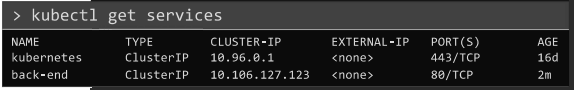 > kubectl get services
NAME TYPE CLUSTER-IP EXTERNAL-IP PORT(S) AGE
kubernetes ClusterIP 10.96.0.1 <none> 443/TCP 16d
back-end ClusterIP 10.106.127.123 <none> 80/TCP 2m